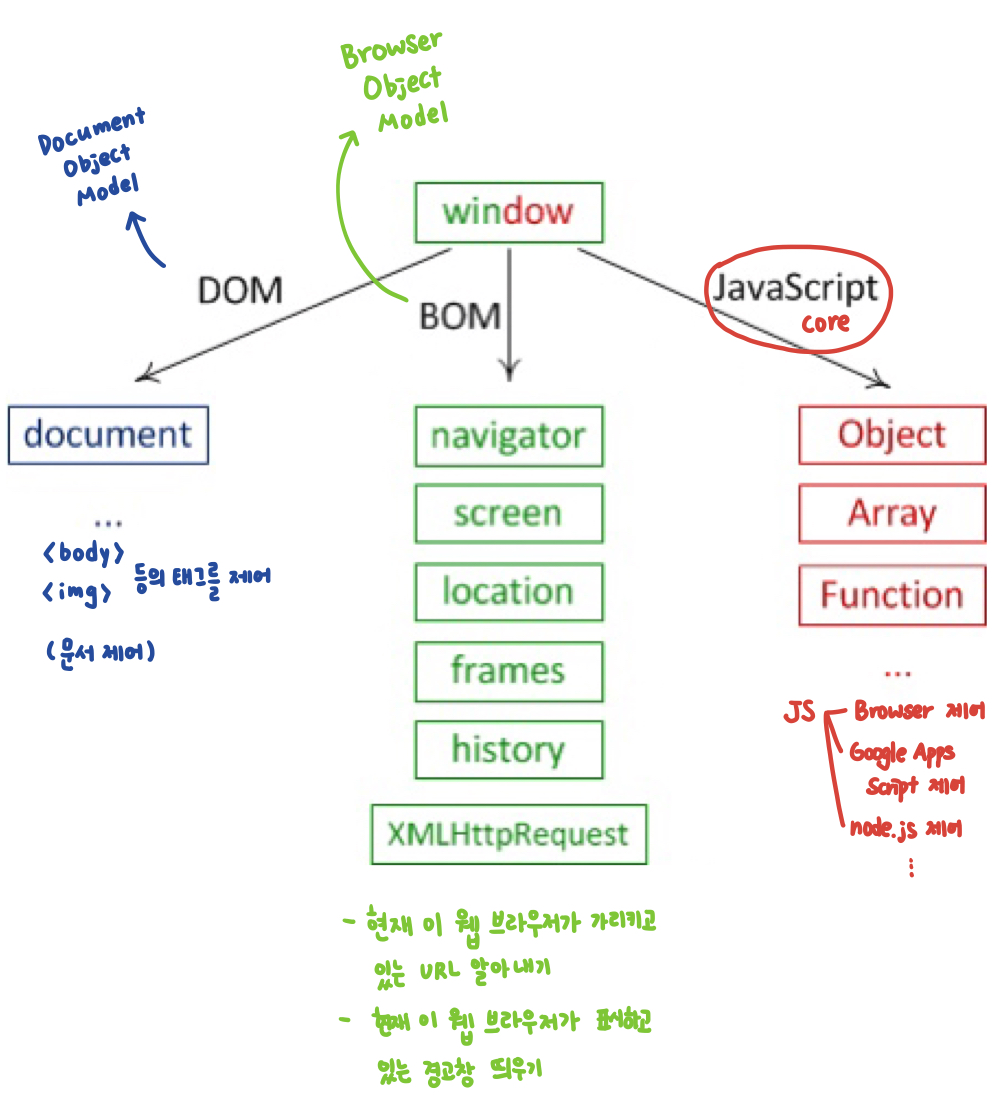 Browser
Object
Model
Document
Object
Model
window
DOM
BOM
JavaScript
core
document
...
<body>
<img>
등의 태그를 제어
(문서 제어)
navigator
screen
location
frames
history
XMLHttpRequest
- 현재 이 웹 브라우저가 가리키고
있는 URL 알아내기
- 현재 이 웹 브라우저가 표시하고
있는 경고창 띄우기
Object
Array
Function
...
JS
Browser 제어
Google Apps
Script 제어
node.js 제어